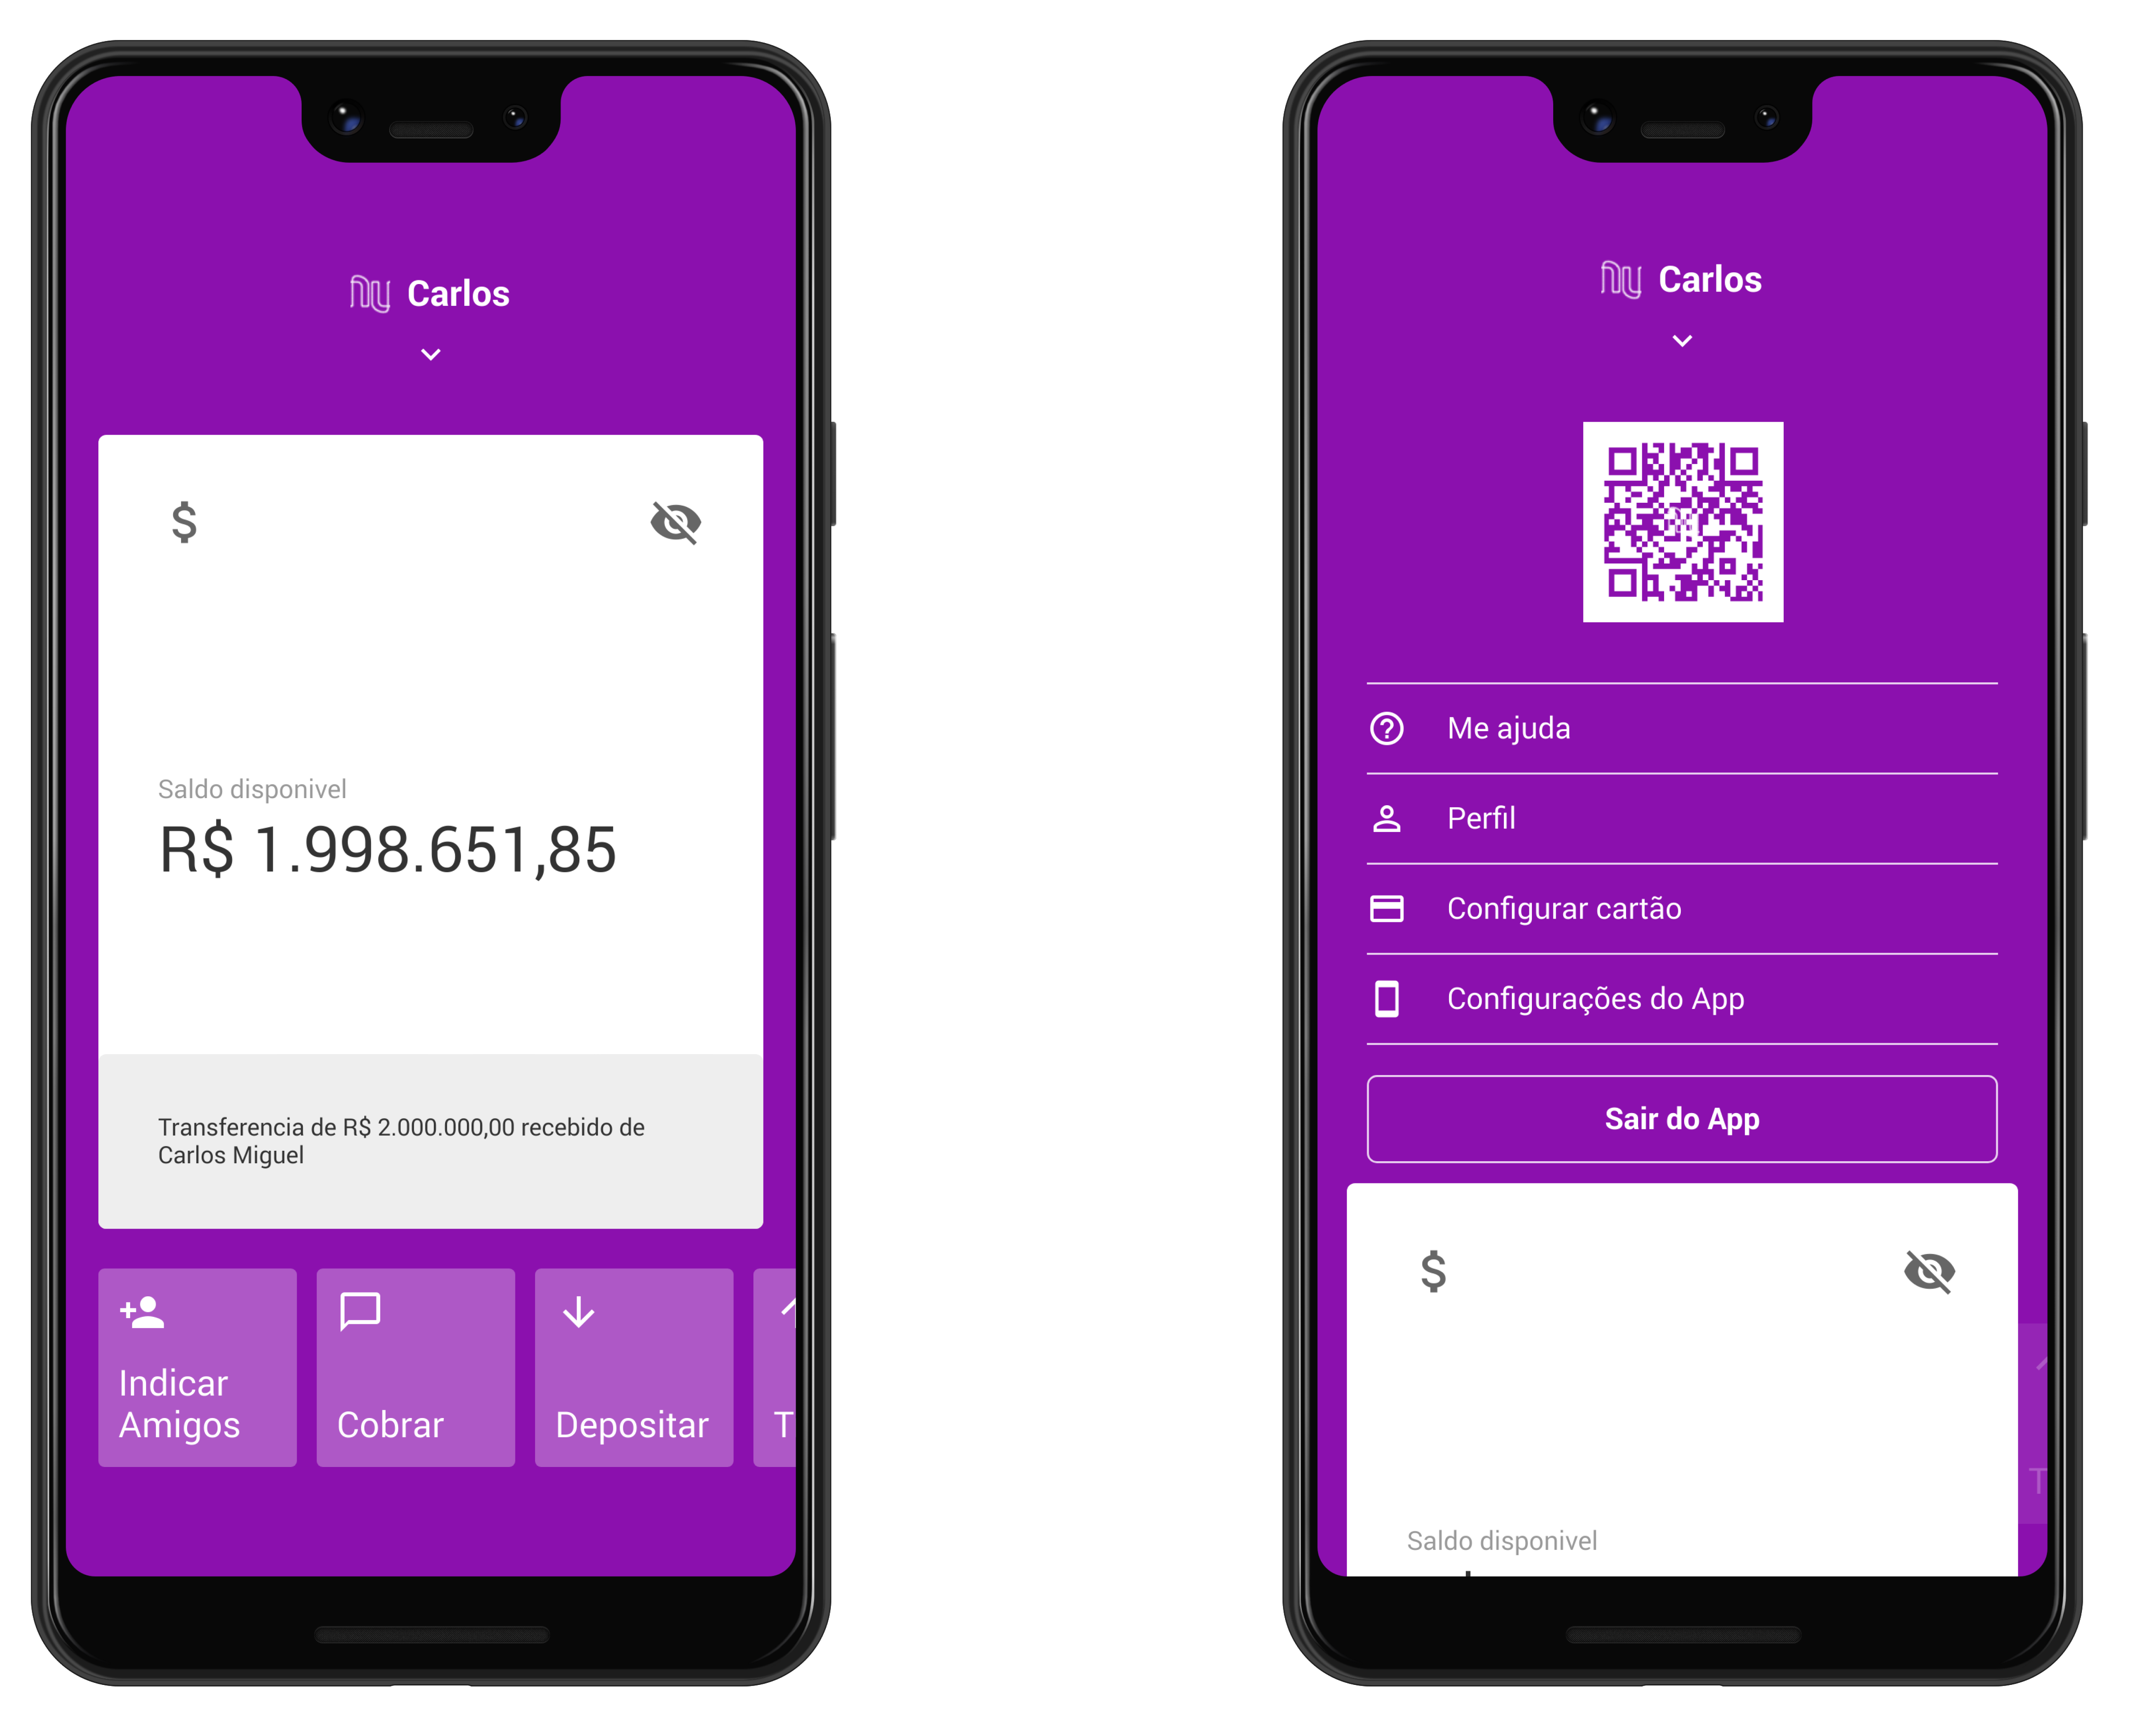 nu Carlos
$
Saldo disponivel
R$ 1.998.651,85
Transferencia de R$ 2.000.000,00 recebido de
Carlos Miguel
Indicar
Amigos
Cobrar
Depositar
T
nu Carlos
Me ajuda
Perfil
Configurar cartão
Configurações do App
Sair do App
$
Saldo disponivel
T